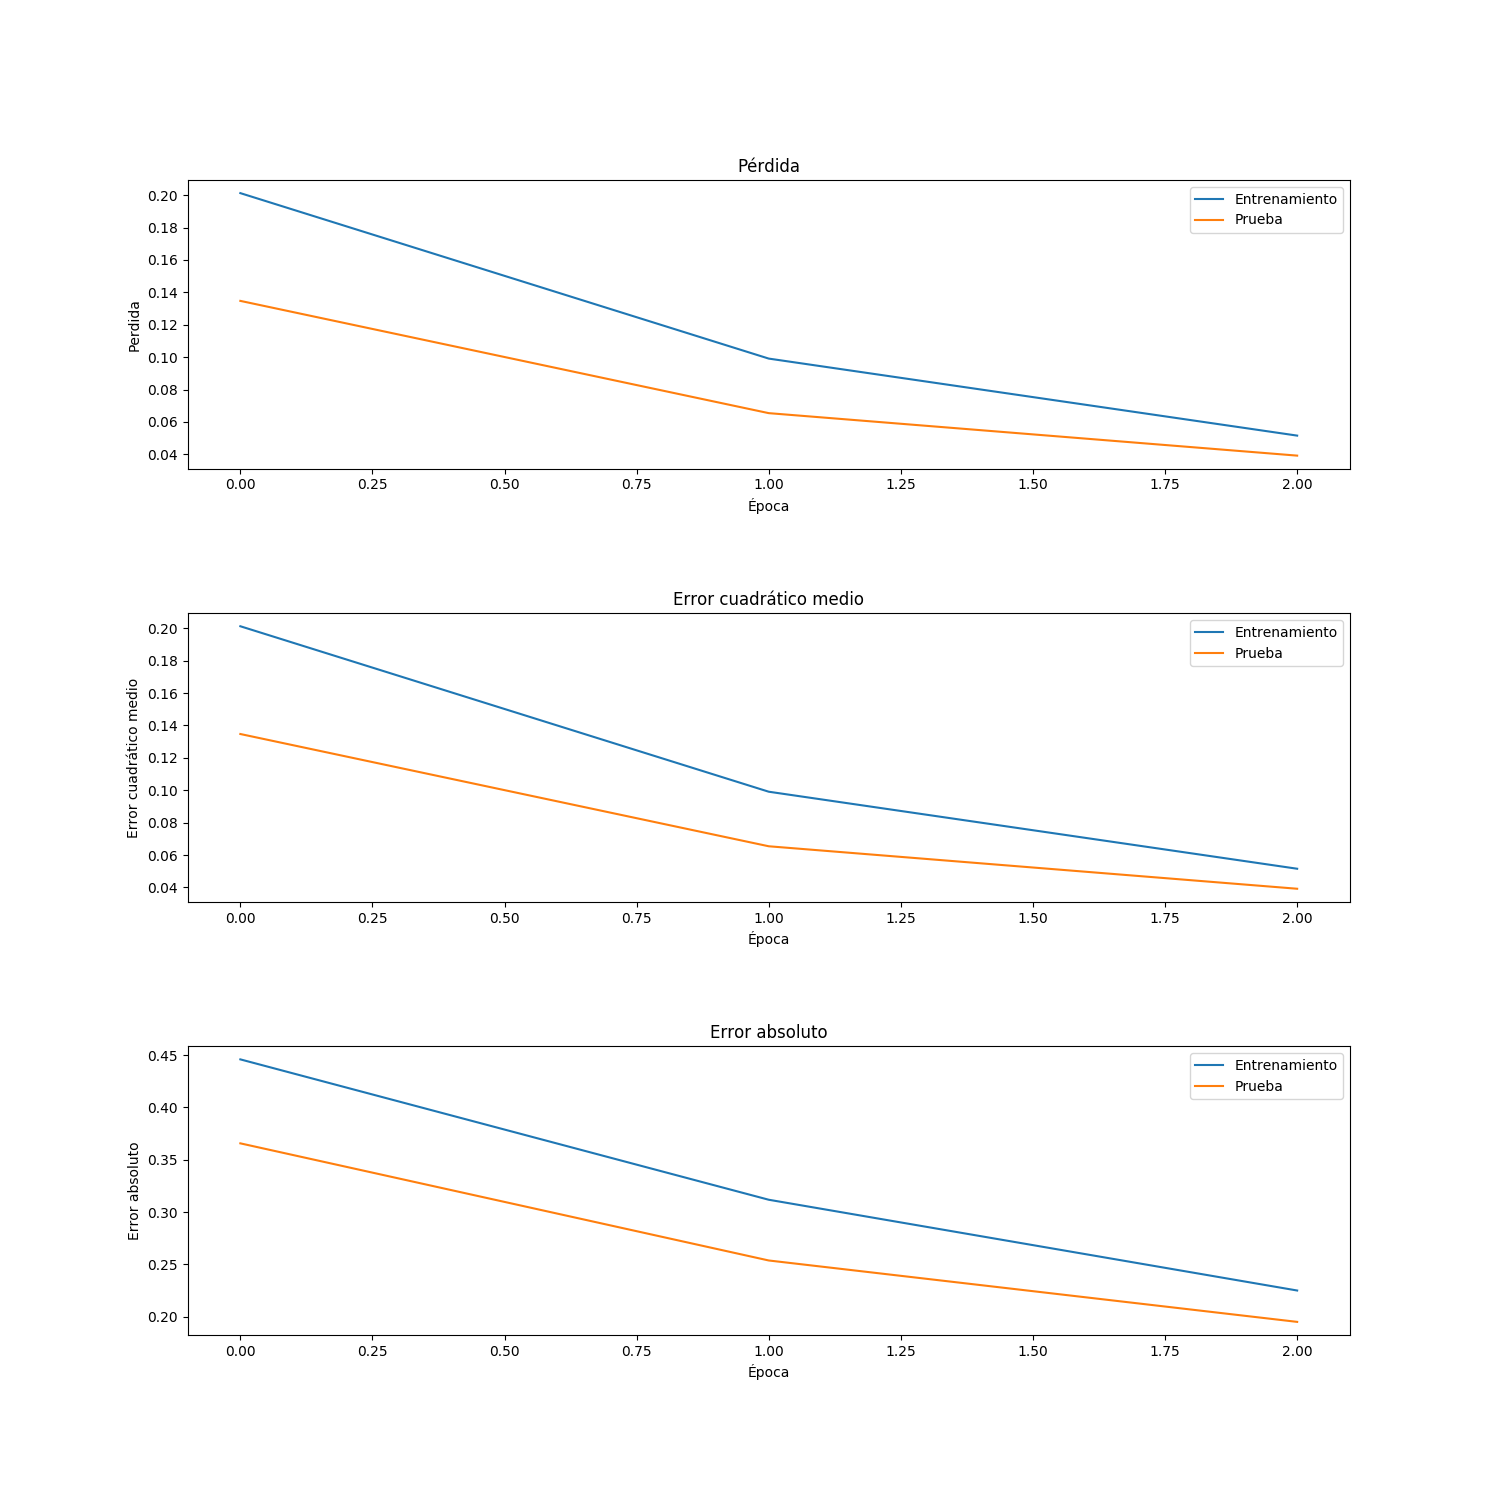 Pérdida
Perdida
0.20
0.18
0.16
0.14
0.12
0.10
0.08
0.06
0.04
Entrenamiento
Prueba
0.00 0.25 0.50 0.75 1.00 1.25 1.50 1.75 2.00
Época
Error cuadrático medio
Error cuadrático medio
0.20
0.18
0.16
0.14
0.12
0.10
0.08
0.06
0.04
Entrenamiento
Prueba
0.00 0.25 0.50 0.75 1.00 1.25 1.50 1.75 2.00
Época
Error absoluto
Error absoluto
0.45
0.40
0.35
0.30
0.25
0.20
Entrenamiento
Prueba
0.00 0.25 0.50 0.75 1.00 1.25 1.50 1.75 2.00
Época